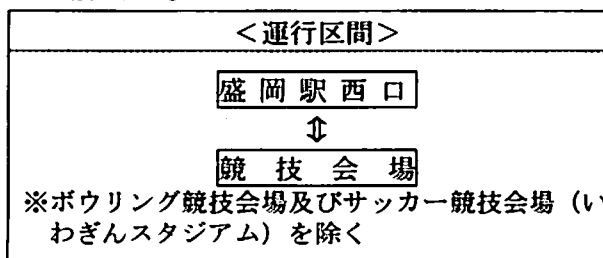 ＜運行区間＞
盛岡駅西口
⇕
競技会場
※ボウリング競技会場及びサッカー競技会場（い
わぎんスタジアム）を除く